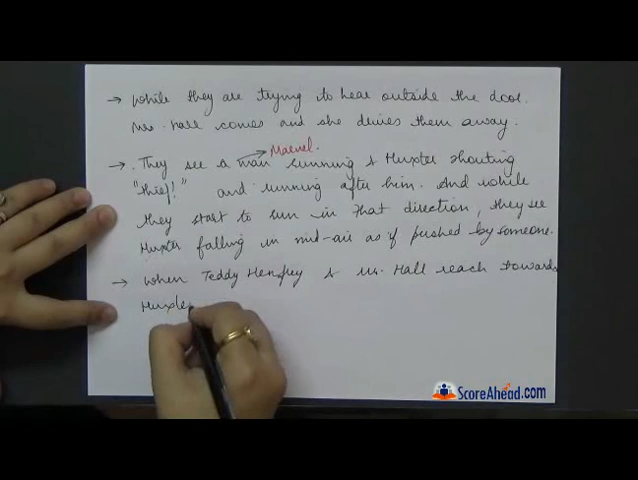 → While they are trying to hear outside the door.
Mrs. Hall comes and she drives them away.
Marvel.
→ . They see a man running & Huxter shouting
"thief!" and running after him. And while
they start to run in that direction, they see
Huxter falling in mid-air as if pushed by someone.
→ When Teddy Henfrey & Mr. Hall reach towards
Huxte
ScoreAhead.com